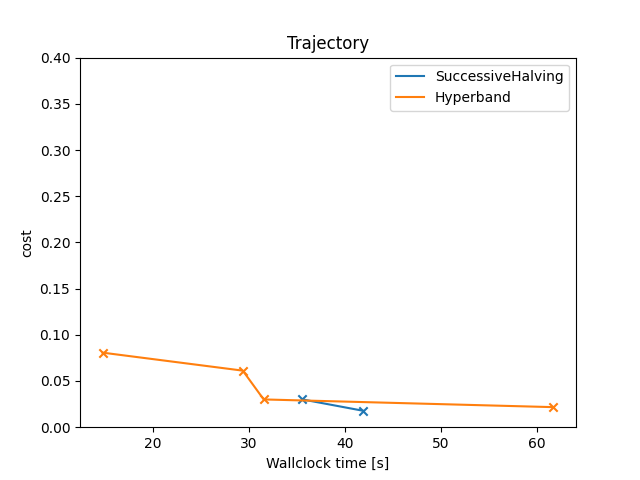 Trajectory
SuccessiveHalving
Hyperband
0.40
0.35
0.30
0.25
0.20
0.15
0.10
0.05
0.00
cost
20 30 40 50 60
Wallclock time [s]